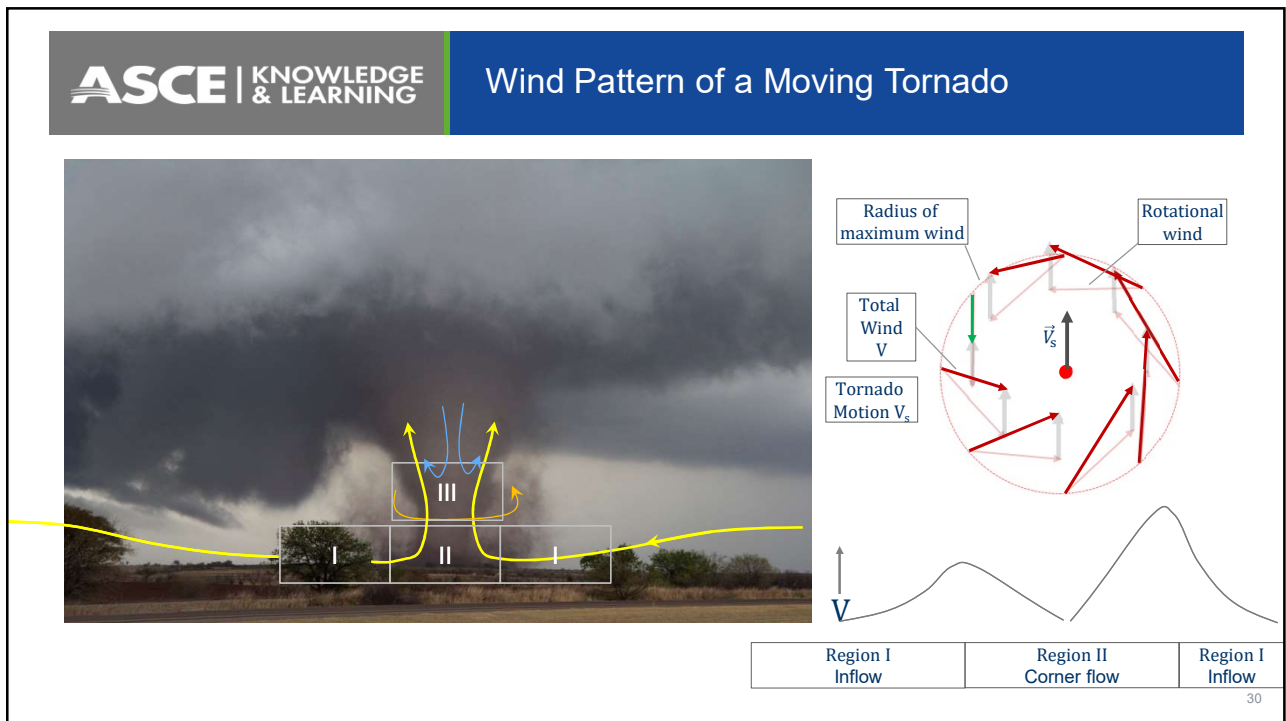 ASCE | KNOWLEDGE
& LEARNING
Wind Pattern of a Moving Tornado
III
I
II
I
Radius of
maximum wind
Rotational
wind
Total
Wind
V
Tornado
Motion Vs
V⃗s
V
Region I
Inflow
Region II
Corner flow
Region I
Inflow
30